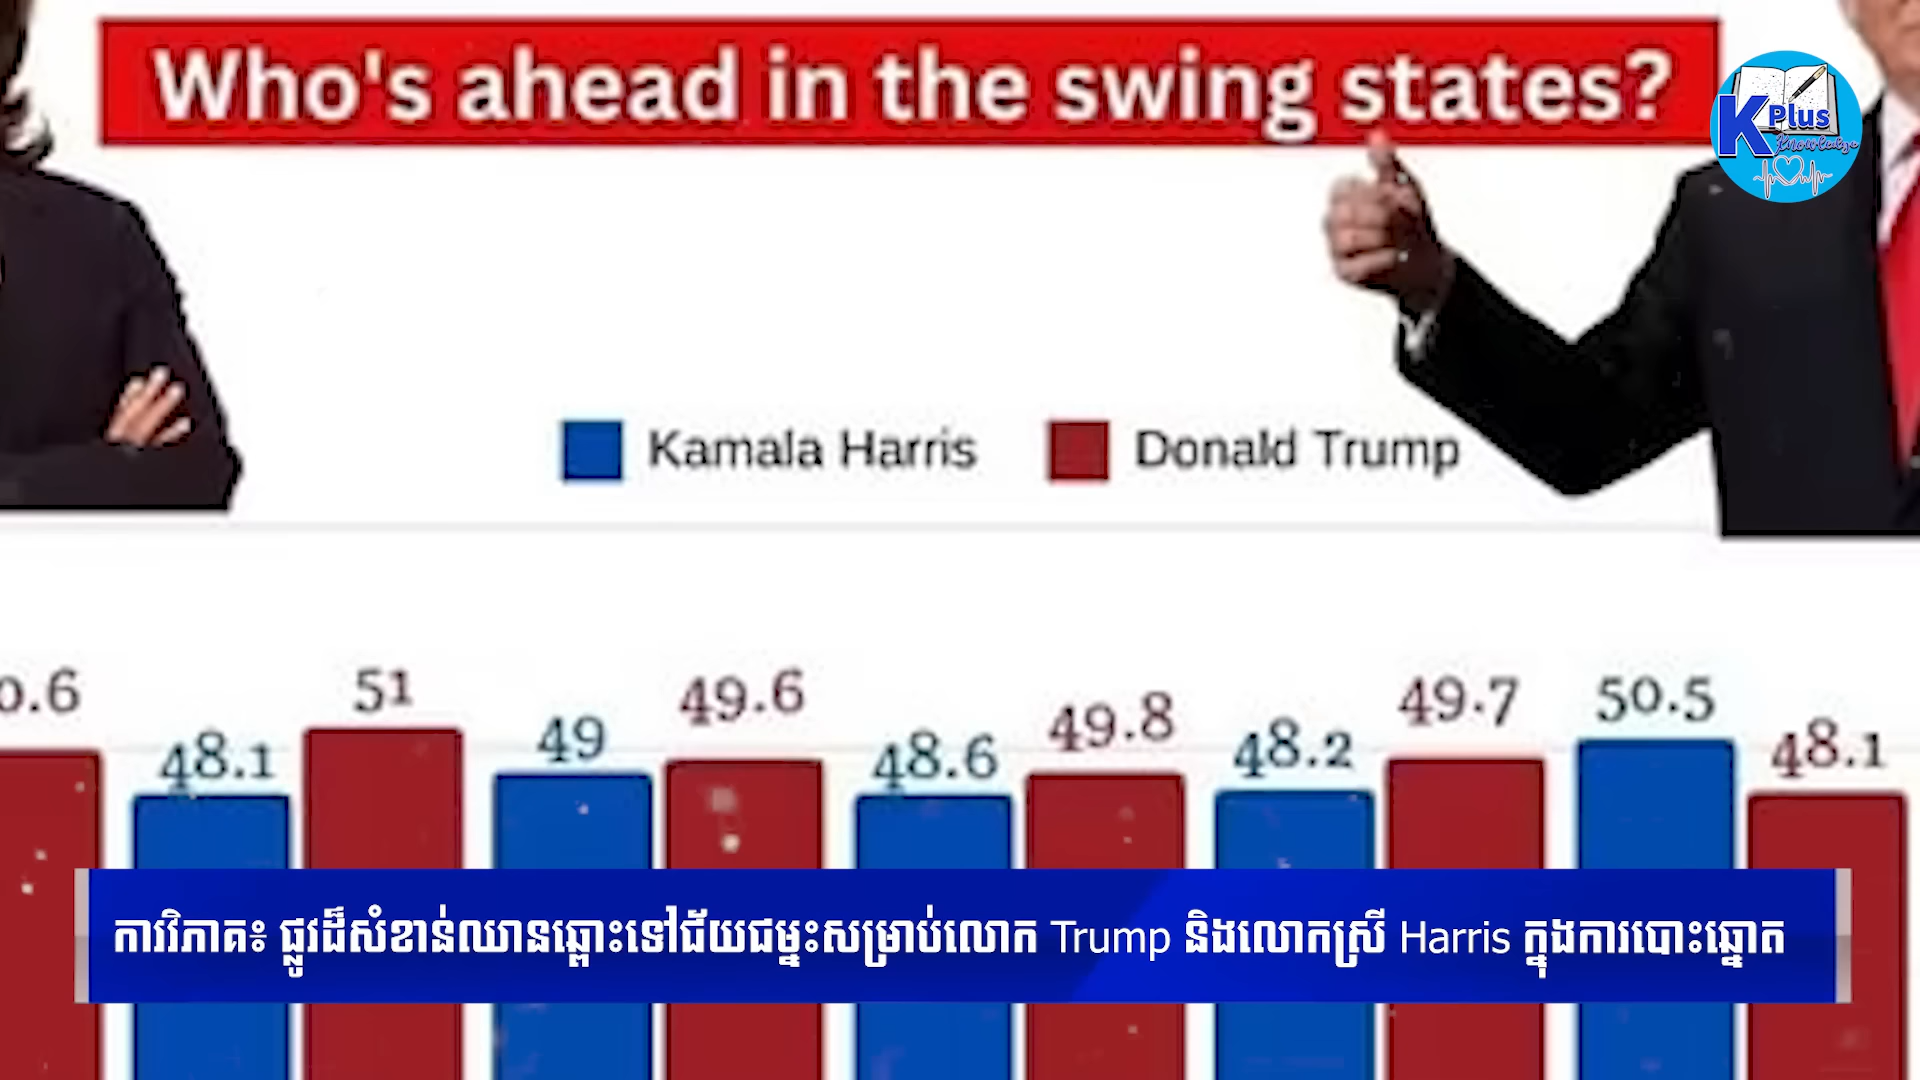 Who's ahead in the swing states?
K Plus
Knowledge
Kamala Harris
Donald Trump
48.1
51
49
49.6
48.6
49.8
48.2
49.7
50.5
48.1
ការវិភាគ៖ ផ្លូវដ៏សំខាន់ឈានឆ្ពោះទៅជ័យជម្នះសម្រាប់លោក Trump និងលោកស្រី Harris ក្នុងការបោះឆ្នោត